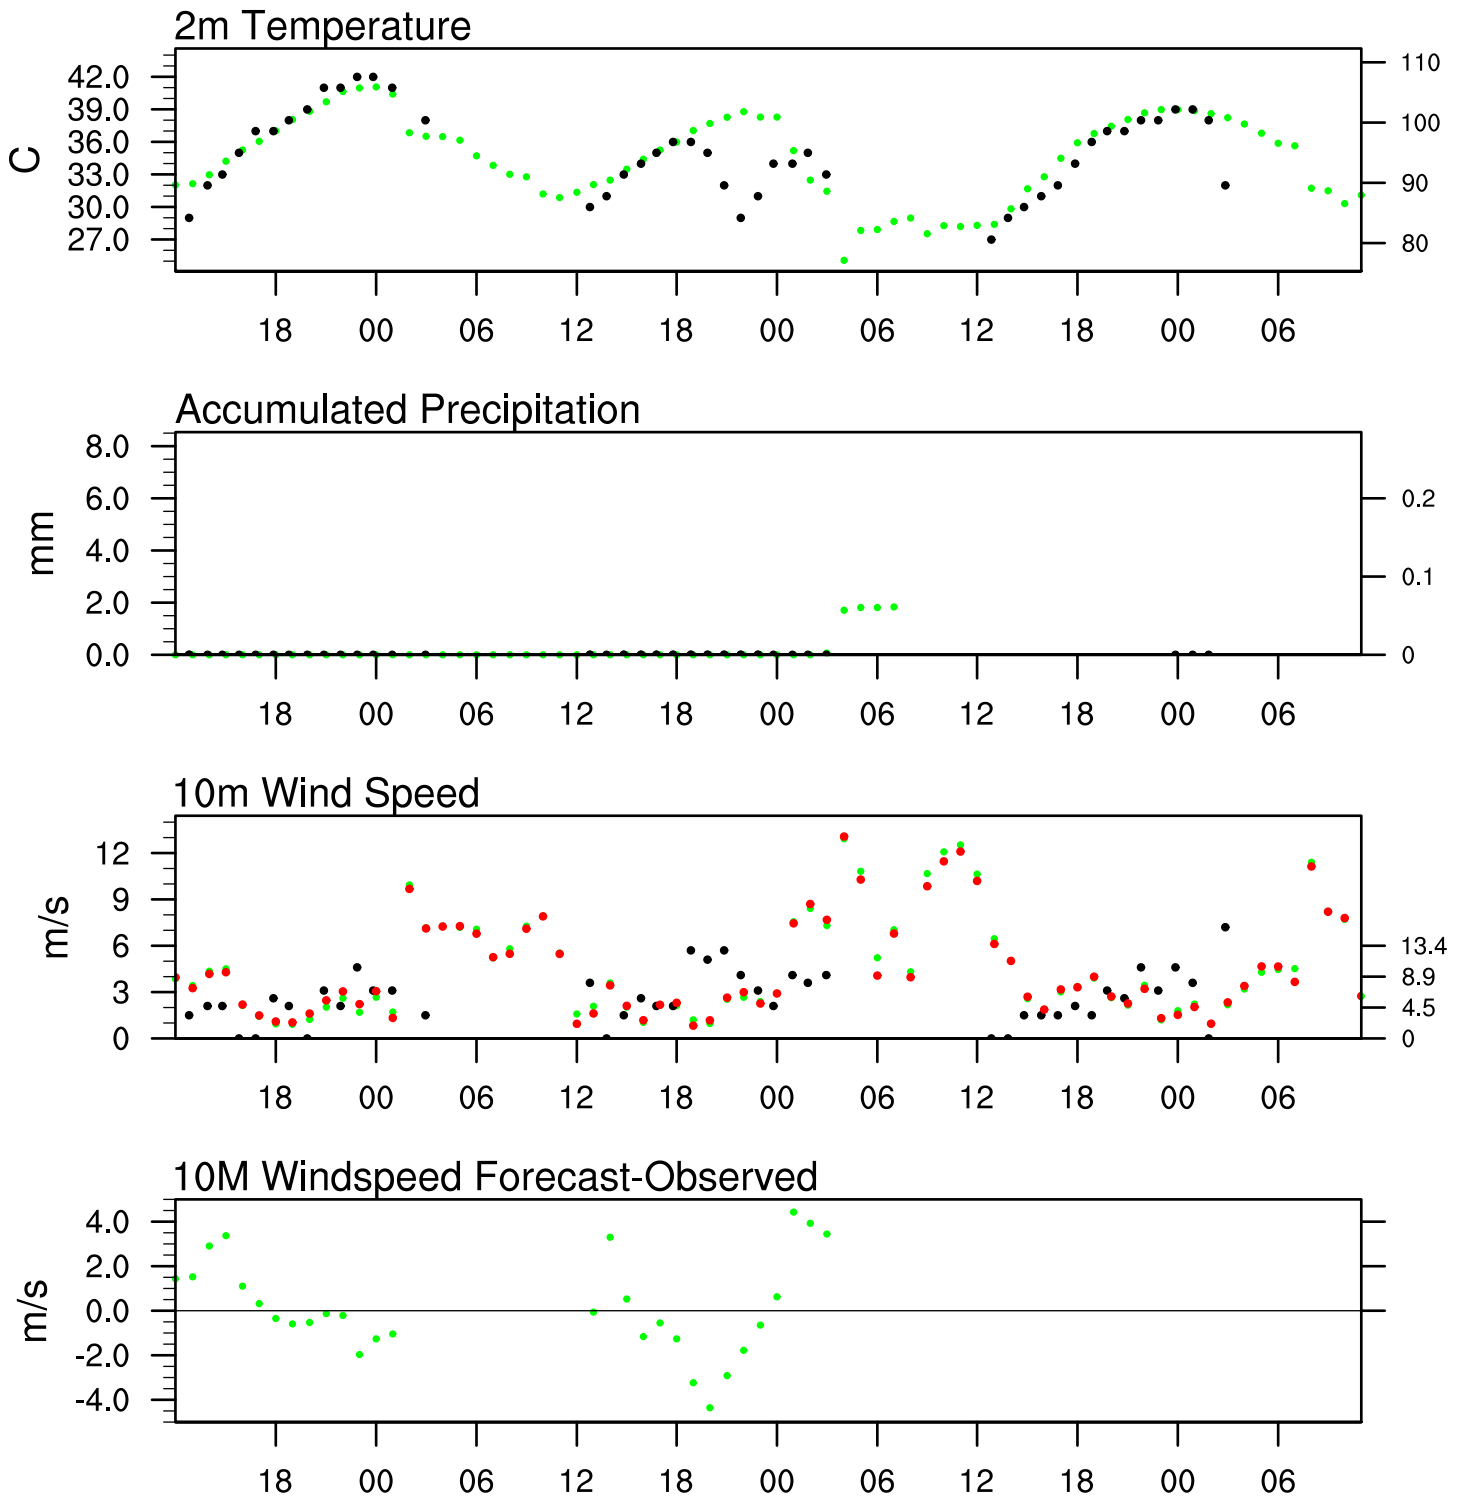 2m Temperature
C
42.0
39.0
36.0
33.0
30.0
27.0
110
100
90
80
18 00 06 12 18 00 06 12 18 00 06
Accumulated Precipitation
mm
8.0
6.0
4.0
2.0
0.0
0.2
0.1
0
18 00 06 12 18 00 06 12 18 00 06
10m Wind Speed
m/s
12
9
6
3
0
13.4
8.9
4.5
0
18 00 06 12 18 00 06 12 18 00 06
10M Windspeed Forecast-Observed
m/s
4.0
2.0
0.0
-2.0
-4.0
18 00 06 12 18 00 06 12 18 00 06